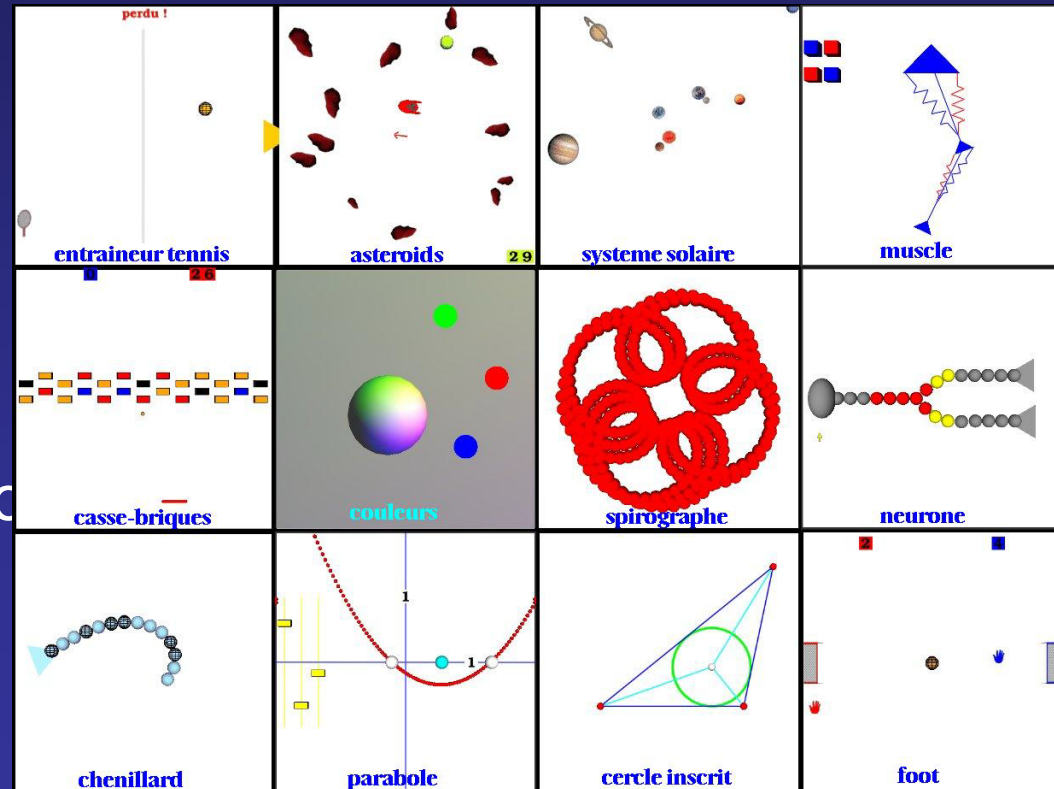 perdu !
entraineur tennis
asteroids
29
systeme solaire
muscle
0 26
casse-briques
couleurs
spirographe
neurone
chenillard
1
1
parabole
cercle inscrit
2 4
foot